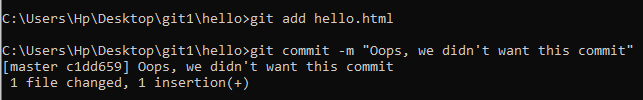 C:\Users\Hp\Desktop\git1\hello>git add hello.html
C:\Users\Hp\Desktop\git1\hello>git commit -m "Oops, we didn't want this commit"
[master c1dd659] Oops, we didn't want this commit
 1 file changed, 1 insertion(+)